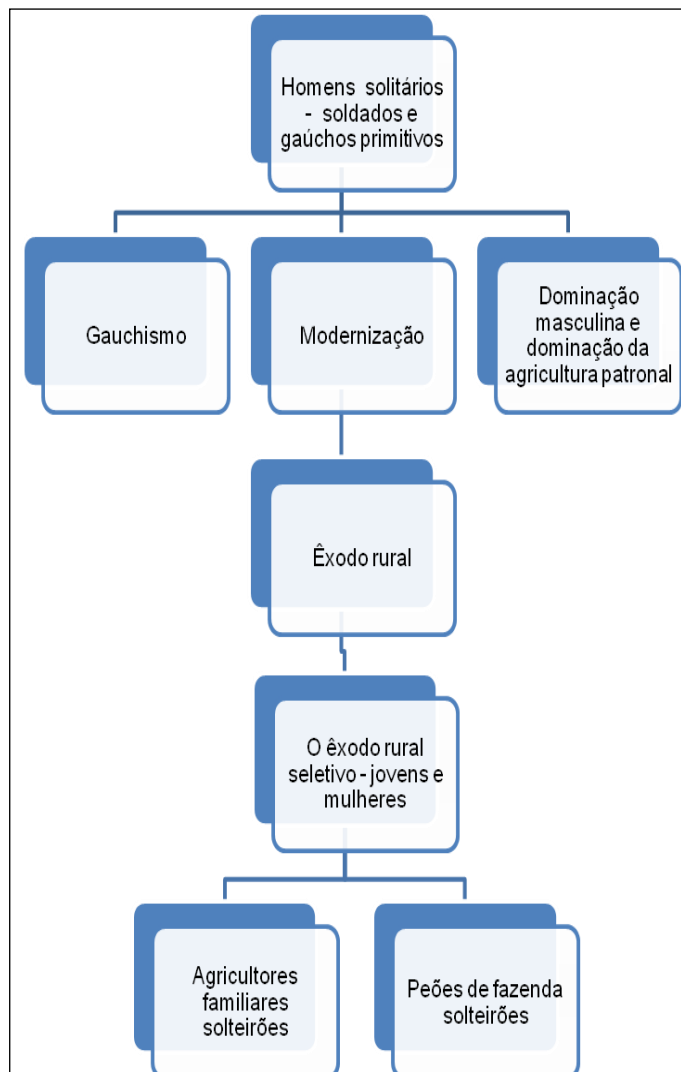 Homens solitários
- soldados e
gaúchos primitivos
Gauchismo
Modernização
Dominação
masculina e
dominação da
agricultura patronal
Êxodo rural
O êxodo rural
seletivo - jovens e
mulheres
Agricultores
familiares
solteirões
Peões de fazenda
solteirões